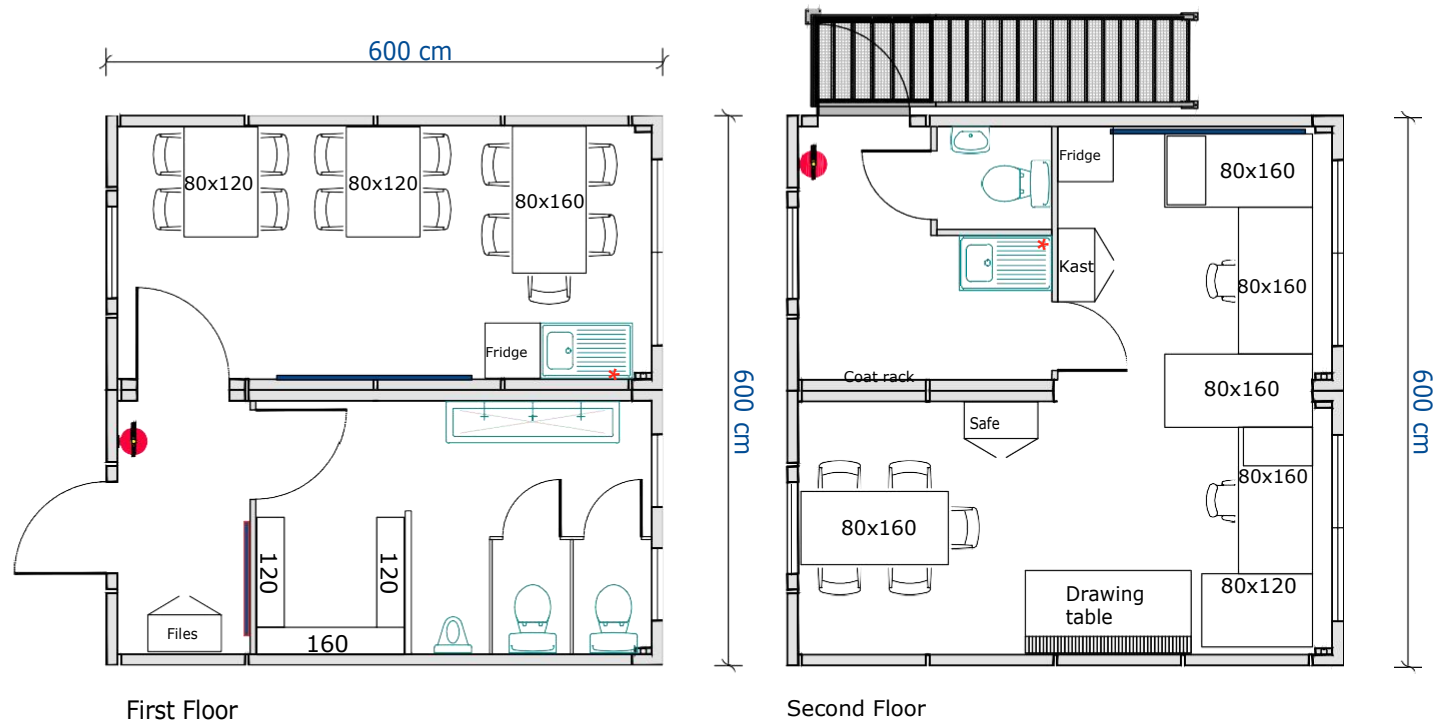 600 cm
80x120
80x120
80x160
Fridge
600 cm
120
120
160
Files
First Floor
Fridge
80x160
Kast
80x160
80x160
Coat rack
Safe
80x160
80x160
80x120
Drawing
table
600 cm
Second Floor